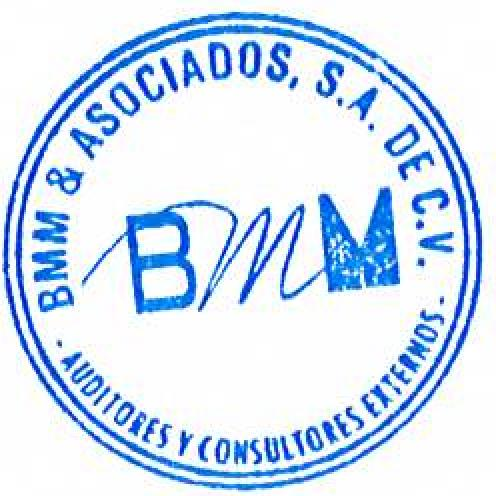 BMM & ASOCIADOS, S.A. DE C.V.
BMM
- AUDITORES Y CONSULTORES EXTERNOS -